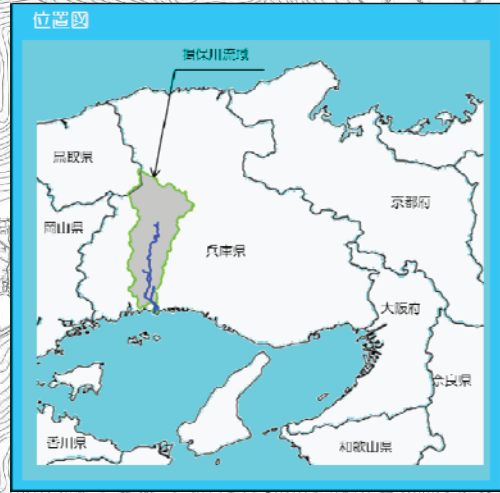 位置図
揖保川流域
鳥取県
京都府
岡山県
兵庫県
大阪府
奈良県
香川県
和歌山県